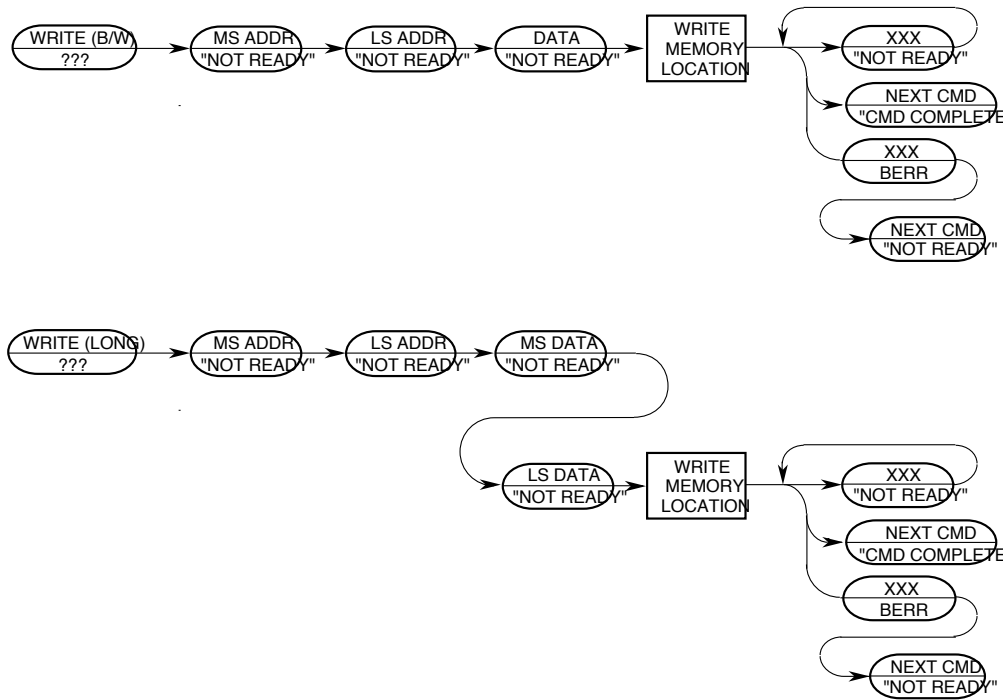 WRITE (B/W)
???
MS ADDR
"NOT READY"
LS ADDR
"NOT READY"
DATA
"NOT READY"
WRITE
MEMORY
LOCATION
XXX
"NOT READY"
NEXT CMD
"CMD COMPLETE
XXX
BERR
NEXT CMD
"NOT READY"
WRITE (LONG)
???
MS ADDR
"NOT READY"
LS ADDR
"NOT READY"
MS DATA
"NOT READY"
LS DATA
"NOT READY"
WRITE
MEMORY
LOCATION
XXX
"NOT READY"
NEXT CMD
"CMD COMPLETE
XXX
BERR
NEXT CMD
"NOT READY"